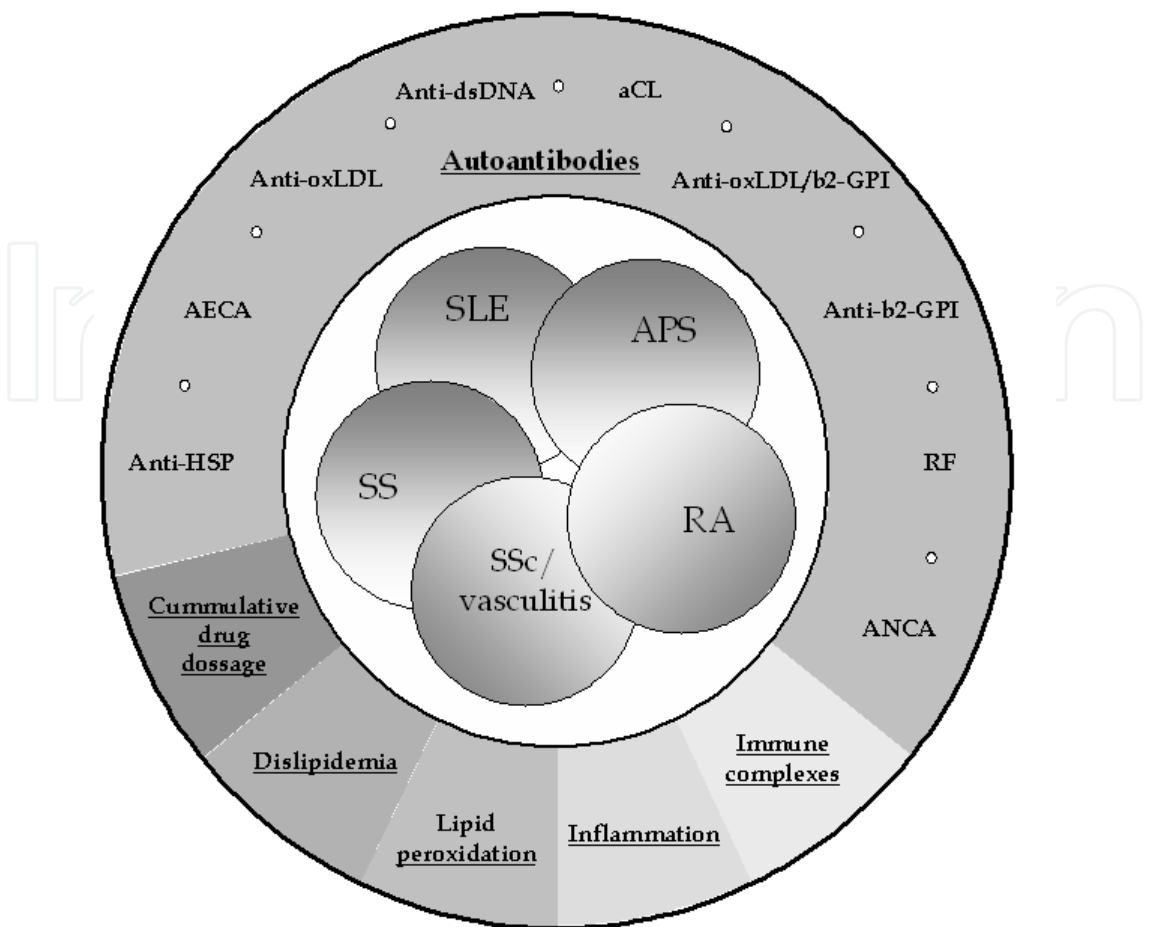 Anti-dsDNA
aCL
Autoantibodies
Anti-oxLDL
Anti-oxLDL/b2-GPI
AECA
Anti-b2-GPI
Anti-HSP
RF
ANCA
SLE
APS
SS
RA
SSc/
vasculitis
Cummulative
drug
dossage
Dislipidemia
Lipid
peroxidation
Inflammation
Immune
complexes